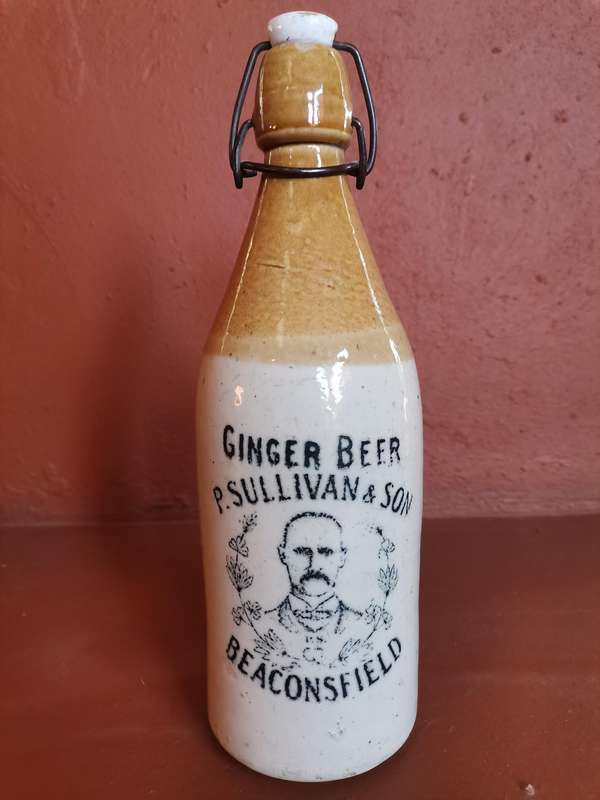 GINGER BEER
P. SULLIVAN & SON
BEACONSFIELD